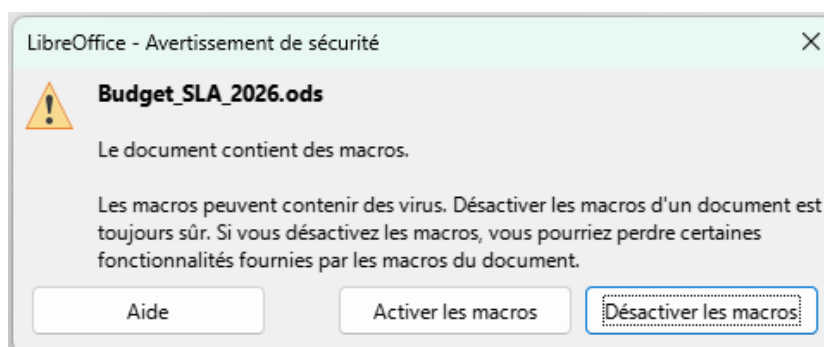 LibreOffice - Avertissement de sécurité
Budget_SLA_2026.ods
Le document contient des macros.
Les macros peuvent contenir des virus. Désactiver les macros d'un document est
toujours sûr. Si vous désactivez les macros, vous pourriez perdre certaines
fonctionnalités fournies par les macros du document.
Aide
Activer les macros
Désactiver les macros